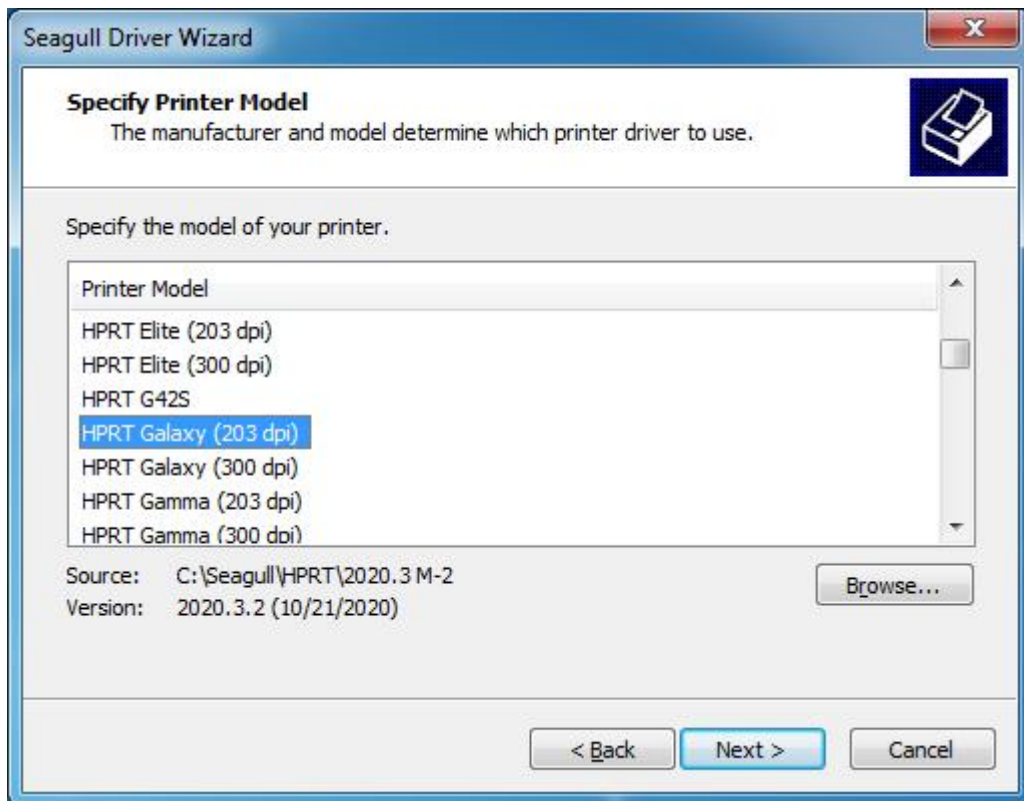 Seagull Driver Wizard
Specify Printer Model
The manufacturer and model determine which printer driver to use.
Specify the model of your printer.
Printer Model
HPRT Elite (203 dpi)
HPRT Elite (300 dpi)
HPRT G42S
HPRT Galaxy (203 dpi)
HPRT Galaxy (300 dpi)
HPRT Gamma (203 dpi)
HPRT Gamma (300 dpi)
Source: C:\Seagull\HPRT\2020.3 M-2
Version: 2020.3.2 (10/21/2020)
Browse...
< Back Next > Cancel